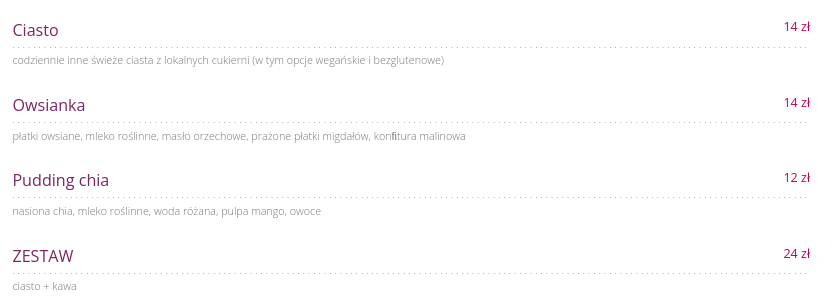 Ciasto 14 zł
codziennie inne świeże ciasta z lokalnych cukierni (w tym opcje wegańskie i bezglutenowe)
Owsianka 14 zł
płatki owsiane, mleko roślinne, masło orzechowe, prażone płatki migdałów, konfitura malinowa
Pudding chia 12 zł
nasiona chia, mleko roślinne, woda różana, pulpa mango, owoce
ZESTAW 24 zł
ciasto + kawa